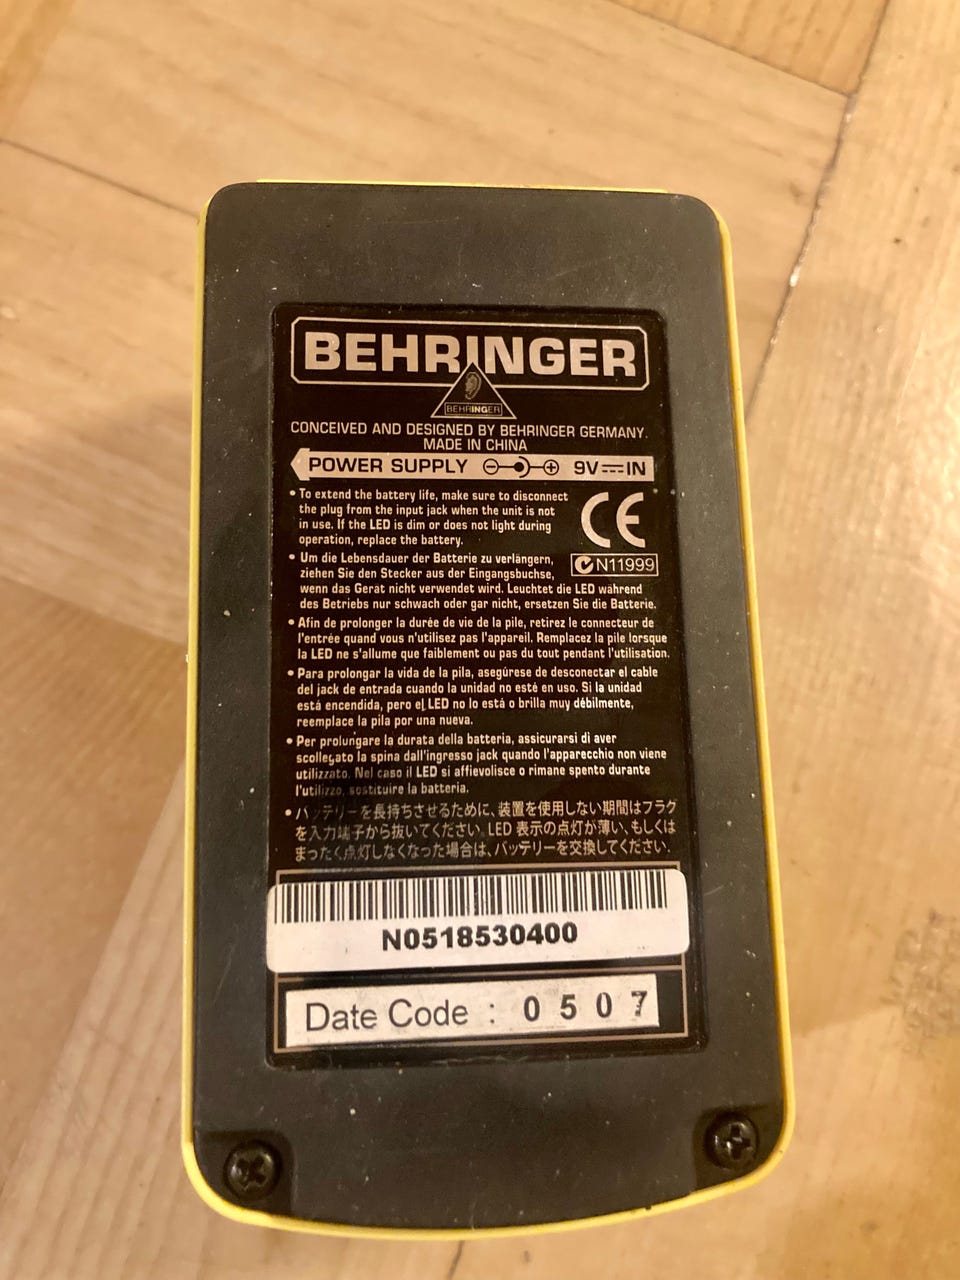 BEHRINGER
BEHRINGER
CONCEIVED AND DESIGNED BY BEHRINGER GERMANY.
MADE IN CHINA
POWER SUPPLY 9V IN
• To extend the battery life, make sure to disconnect
the plug from the input jack when the unit is not
in use. If the LED is dim or does not light during
operation, replace the battery.
CE
N11999
• Um die Lebensdauer der Batterie zu verlängern,
ziehen Sie den Stecker aus der Eingangsbuchse,
wenn das Gerät nicht verwendet wird. Leuchtet die LED während
des Betriebs nur schwach oder gar nicht, ersetzen Sie die Batterie.
• Afin de prolonger la durée de vie de la pile, retirez le connecteur de
l'entrée quand vous n'utilisez pas l'appareil. Remplacez la pile lorsque
la LED ne s'allume que faiblement ou pas du tout pendant l'utilisation.
• Para prolongar la vida de la pila, asegúrese de desconectar el cable
del jack de entrada cuando la unidad no esté en uso. Si la unidad
está encendida, pero el LED no lo está o brilla muy débilmente,
reemplace la pila por una nueva.
• Per prolungare la durata della batteria, assicurarsi di aver
scollegato la spina dall'ingresso jack quando l'apparecchio non viene
utilizzato. Nel caso il LED si affievolisce o rimane spento durante
l'utilizzo, sostituire la batteria.
• バッテリーを長持ちさせるために、装置を使用しない期間はプラグ
を入力端子から抜いてください。LED 表示の点灯が薄い、もしくは
まったく点灯しなくなった場合は、バッテリーを交換してください。
N0518530400
Date Code : 0 5 0 7